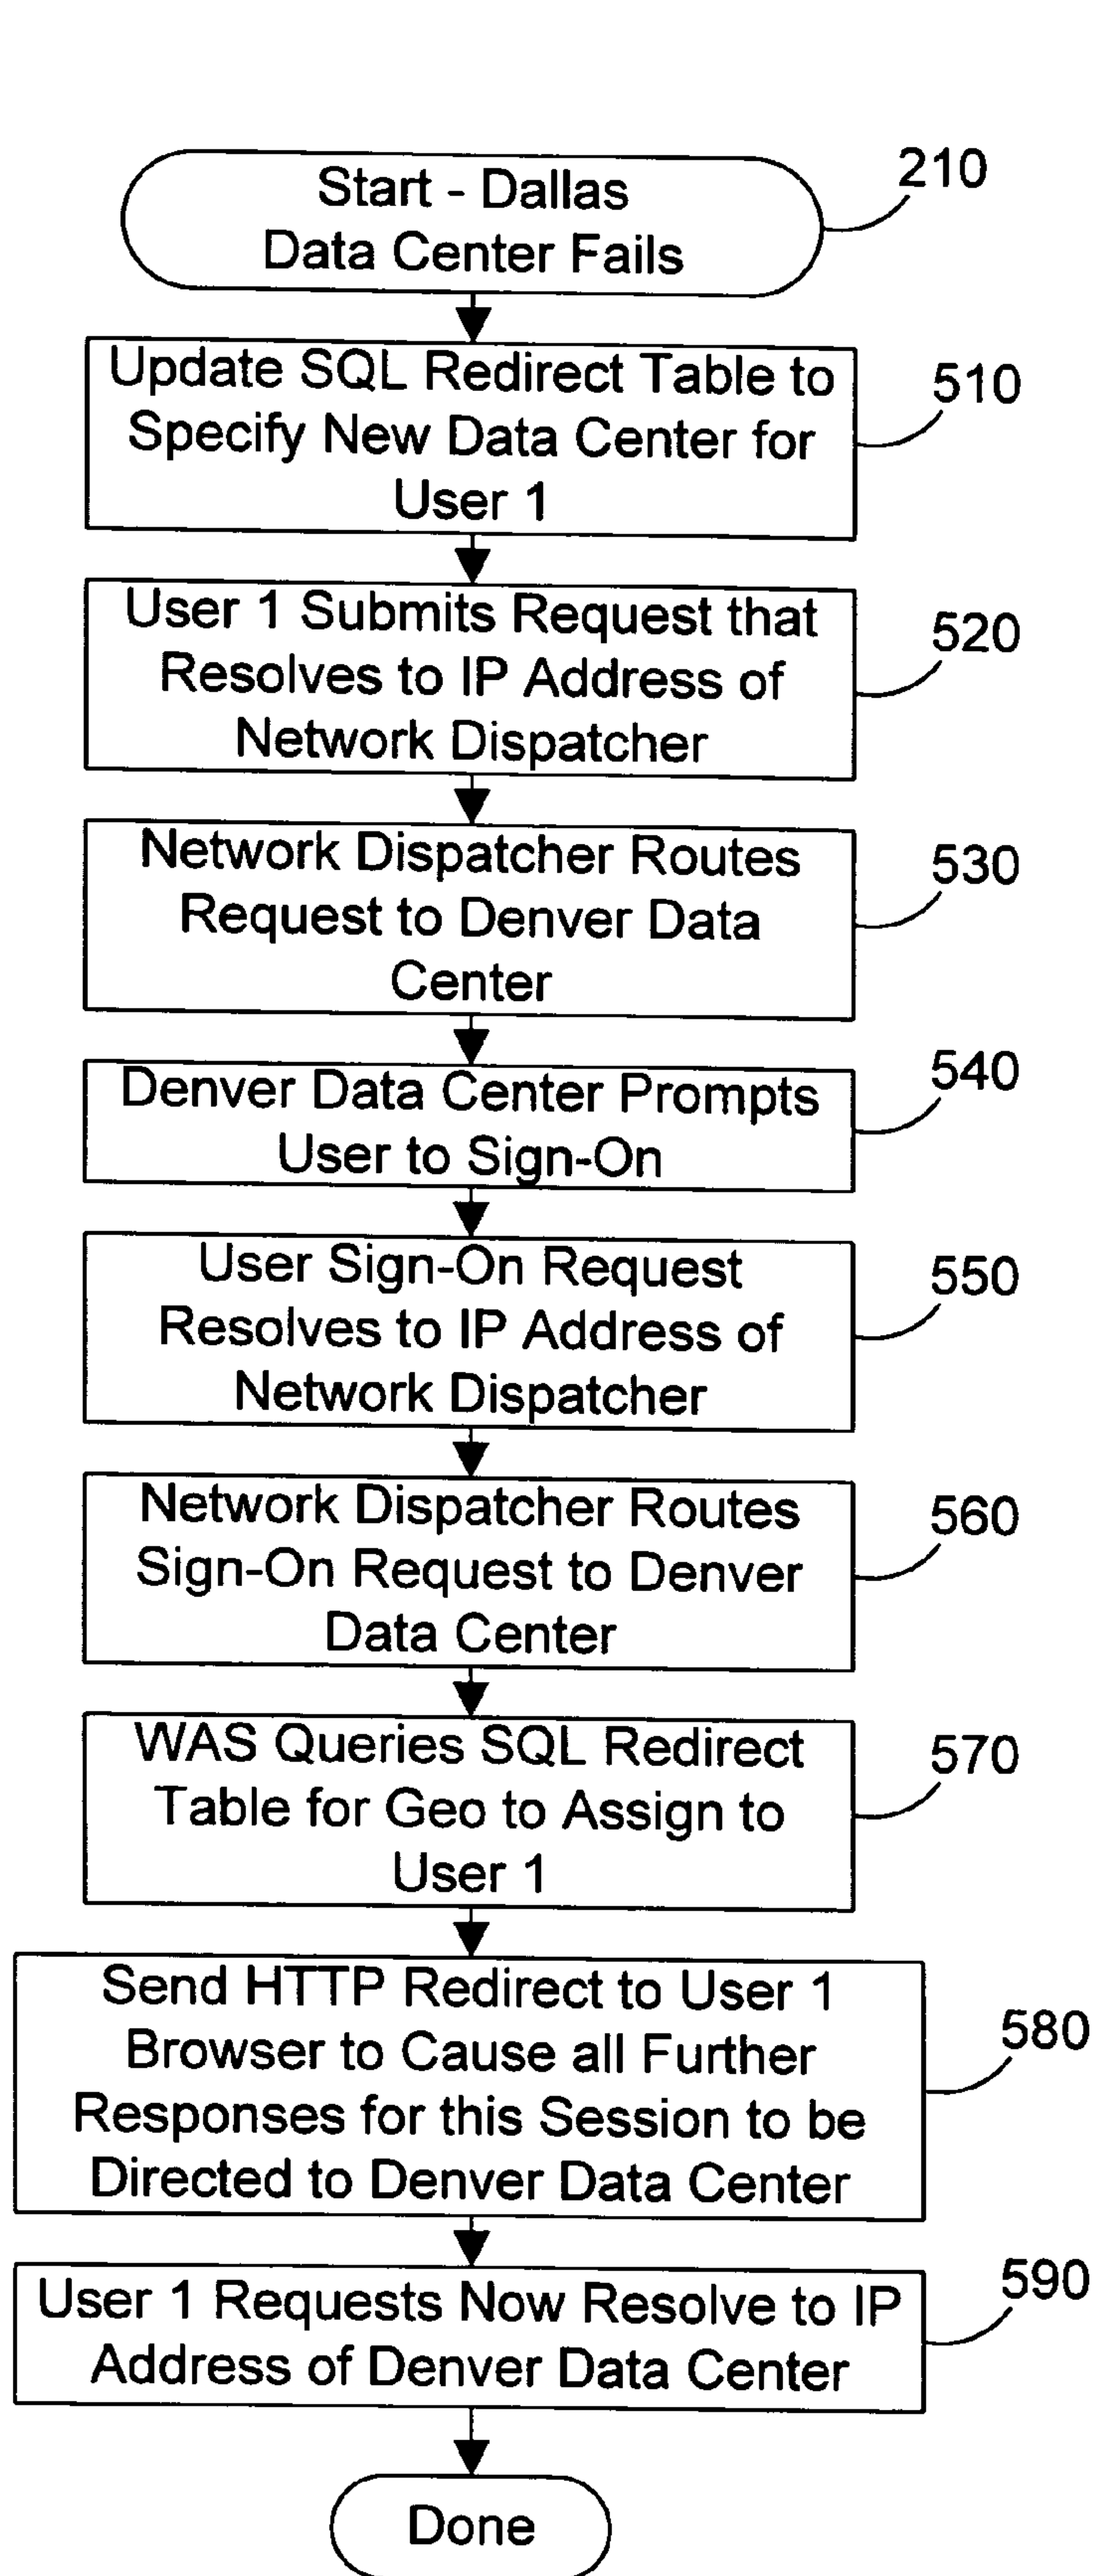 Start - Dallas
Data Center Fails
210
Update SQL Redirect Table to
Specify New Data Center for
User 1
510
User 1 Submits Request that
Resolves to IP Address of
Network Dispatcher
520
Network Dispatcher Routes
Request to Denver Data
Center
530
Denver Data Center Prompts
User to Sign-On
540
User Sign-On Request
Resolves to IP Address of
Network Dispatcher
550
Network Dispatcher Routes
Sign-On Request to Denver
Data Center
560
WAS Queries SQL Redirect
Table for Geo to Assign to
User 1
570
Send HTTP Redirect to User 1
Browser to Cause all Further
Responses for this Session to be
Directed to Denver Data Center
580
User 1 Requests Now Resolve to IP
Address of Denver Data Center
590
Done